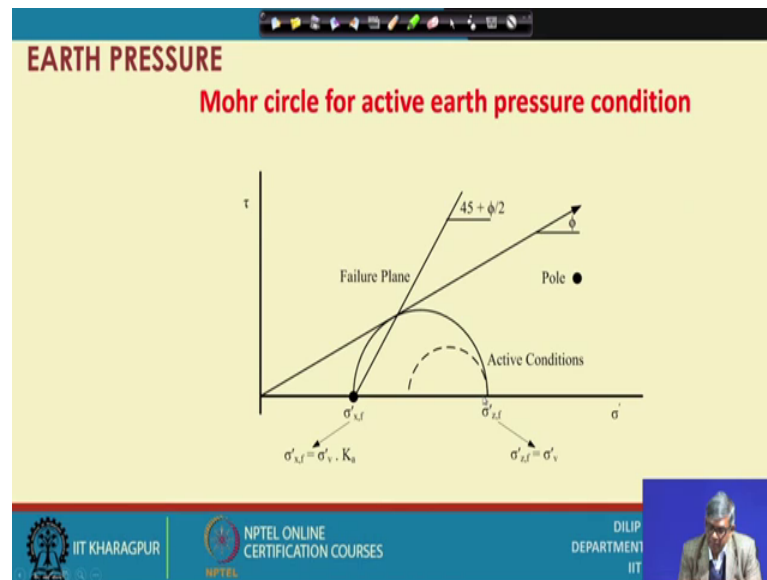 EARTH PRESSURE
Mohr circle for active earth pressure condition
τ
45 + ϕ/2
ϕ
Failure Plane
Pole
Active Conditions
σ'x,f
σ'z,f
σ'
σ'x,f = σ'v . Ka
σ'z,f = σ'v
IIT KHARAGPUR
NPTEL
NPTEL ONLINE
CERTIFICATION COURSES
DILIP
DEPARTMENT
IIT